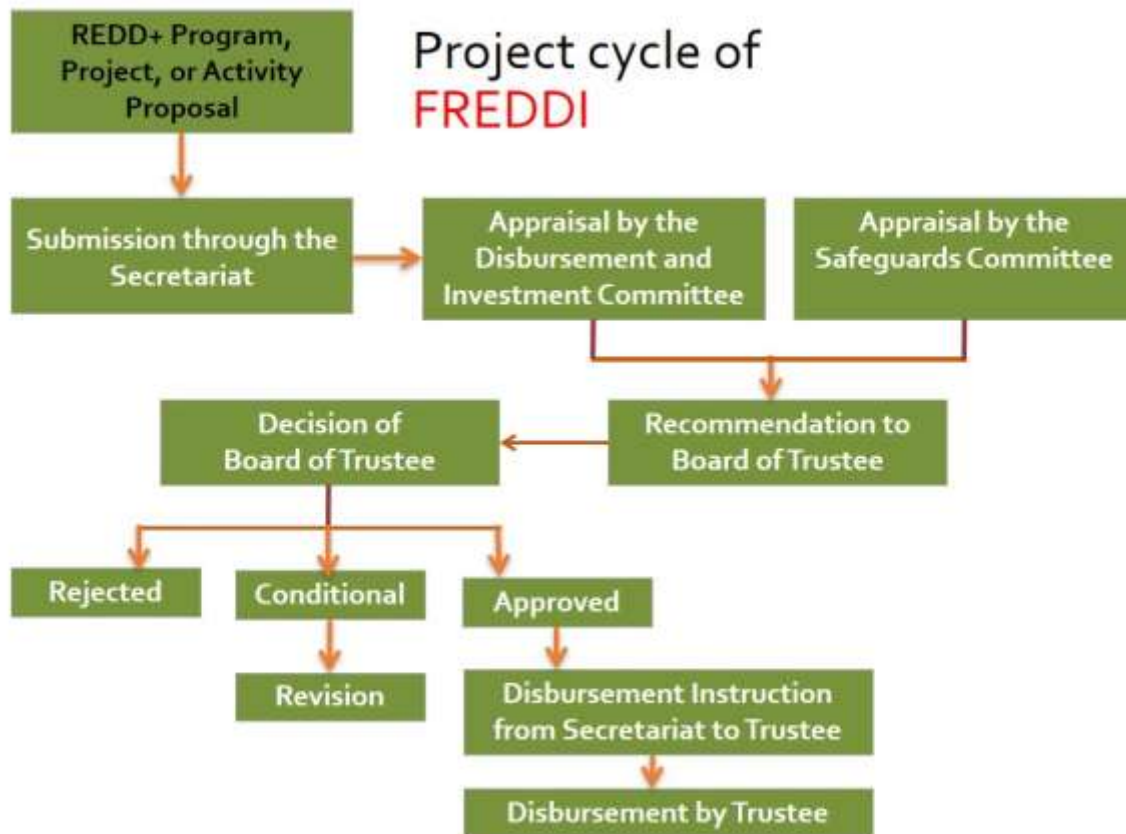 REDD+ Program,
Project, or Activity
Proposal
Project cycle of
FREDDI
Submission through the
Secretariat
Appraisal by the
Disbursement and
Investment Committee
Appraisal by the
Safeguards Committee
Decision of
Board of Trustee
Recommendation to
Board of Trustee
Rejected
Conditional
Approved
Revision
Disbursement Instruction
from Secretariat to Trustee
Disbursement by Trustee